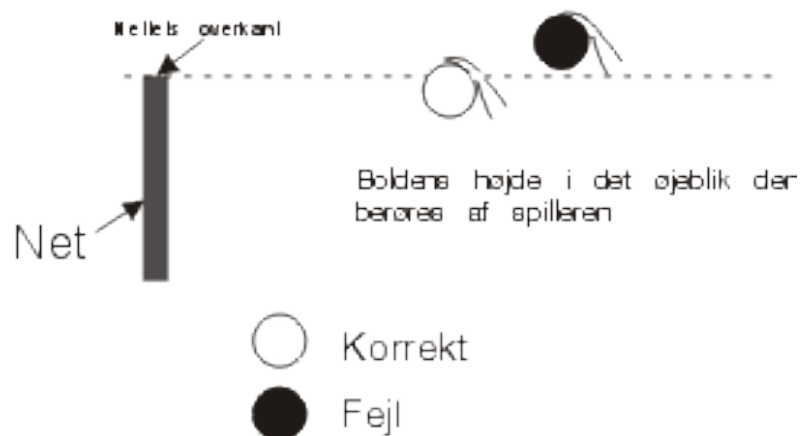 Nettets overkant
Boldens højde i det øjeblik den
berøres af spilleren
Net
Korrekt
Fejl